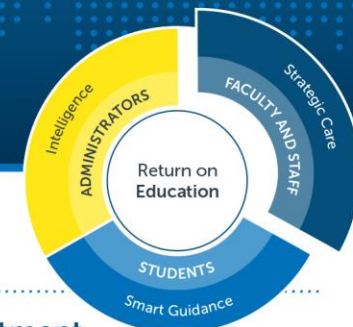 Intelligence
ADMINISTRATORS
Strategic Care
FACULTY AND STAFF
Return on
Education
STUDENTS
Smart Guidance